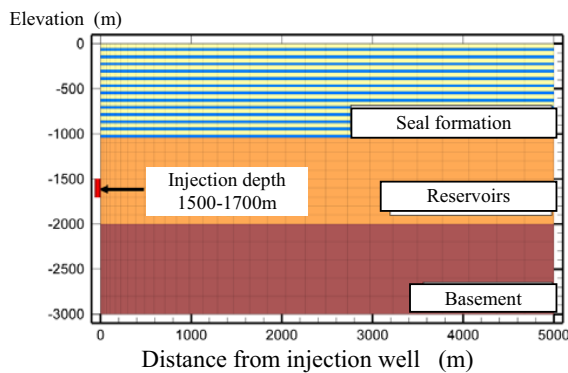 Elevation (m)
0
-500
-1000
-1500
-2000
-2500
-3000
Seal formation
Injection depth
1500-1700m
Reservoirs
Basement
0
1000
2000
3000
4000
5000
Distance from injection well (m)